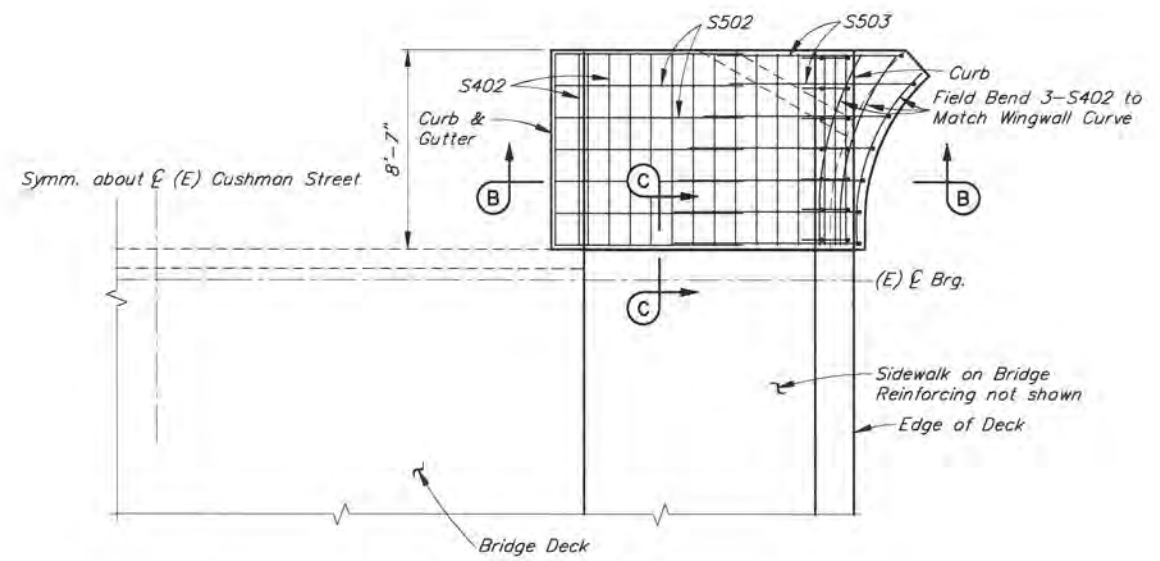 S502
S503
S402
Curb &
Gutter
8'-7"
Curb
Field Bend 3-S402 to
Match Wingwall Curve
Symm. about ℄ (E) Cushman Street
B
C
B
(E) ℄ Brg.
C
Sidewalk on Bridge
Reinforcing not shown
Edge of Deck
Bridge Deck